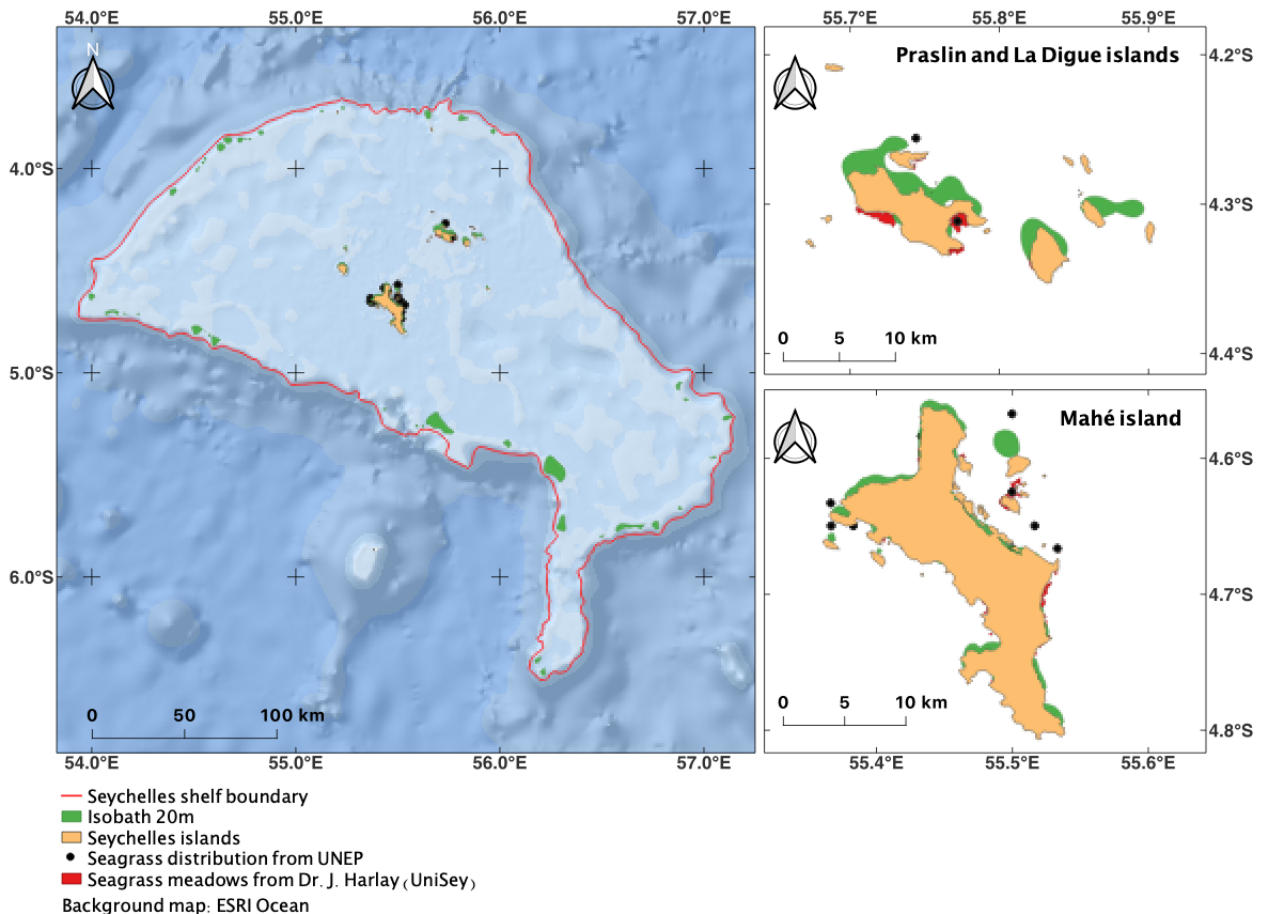 54.0°E 55.0°E 56.0°E 57.0°E
N
4.0°S
5.0°S
6.0°S
0 50 100 km
54.0°E 55.0°E 56.0°E 57.0°E
55.7°E 55.8°E 55.9°E
Praslin and La Digue islands
4.2°S
4.3°S
4.4°S
0 5 10 km
Mahé island
4.6°S
4.7°S
4.8°S
0 5 10 km
55.4°E 55.5°E 55.6°E
Seychelles shelf boundary
Isobath 20m
Seychelles islands
Seagrass distribution from UNEP
Seagrass meadows from Dr. J. Harlay (UniSey)
Background map: ESRI Ocean